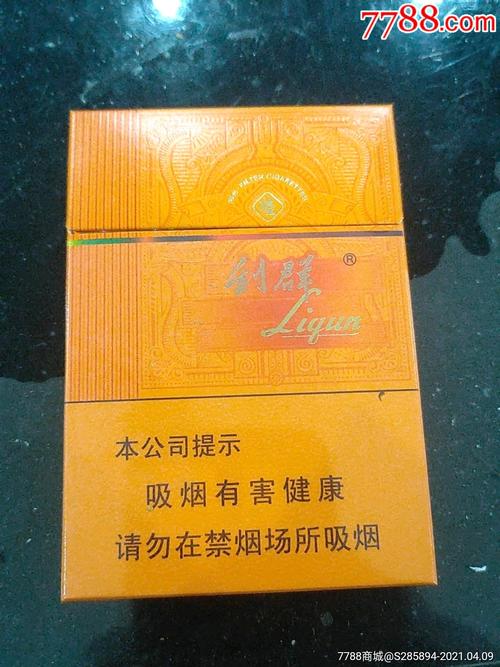 7788.com
FILTER CIGARETTES
利群®
Liqun
本公司提示
吸烟有害健康
请勿在禁烟场所吸烟
7788商城@S285894-2021.04.09